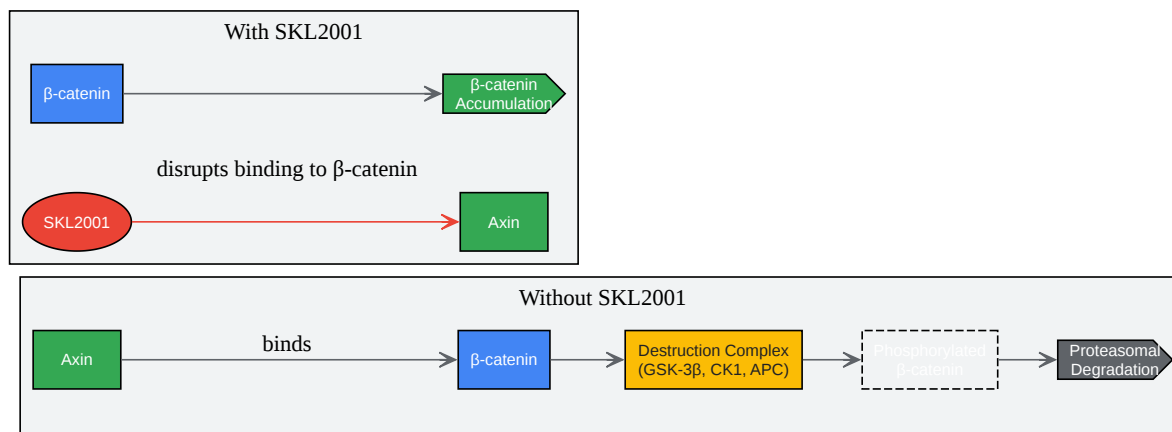 With SKL2001
β-catenin
β-catenin
Accumulation
disrupts binding to β-catenin
SKL2001
Axin
Without SKL2001
Axin
binds
β-catenin
Destruction Complex
(GSK-3β, CK1, APC)
Phosphorylated
β-catenin
Proteasomal
Degradation